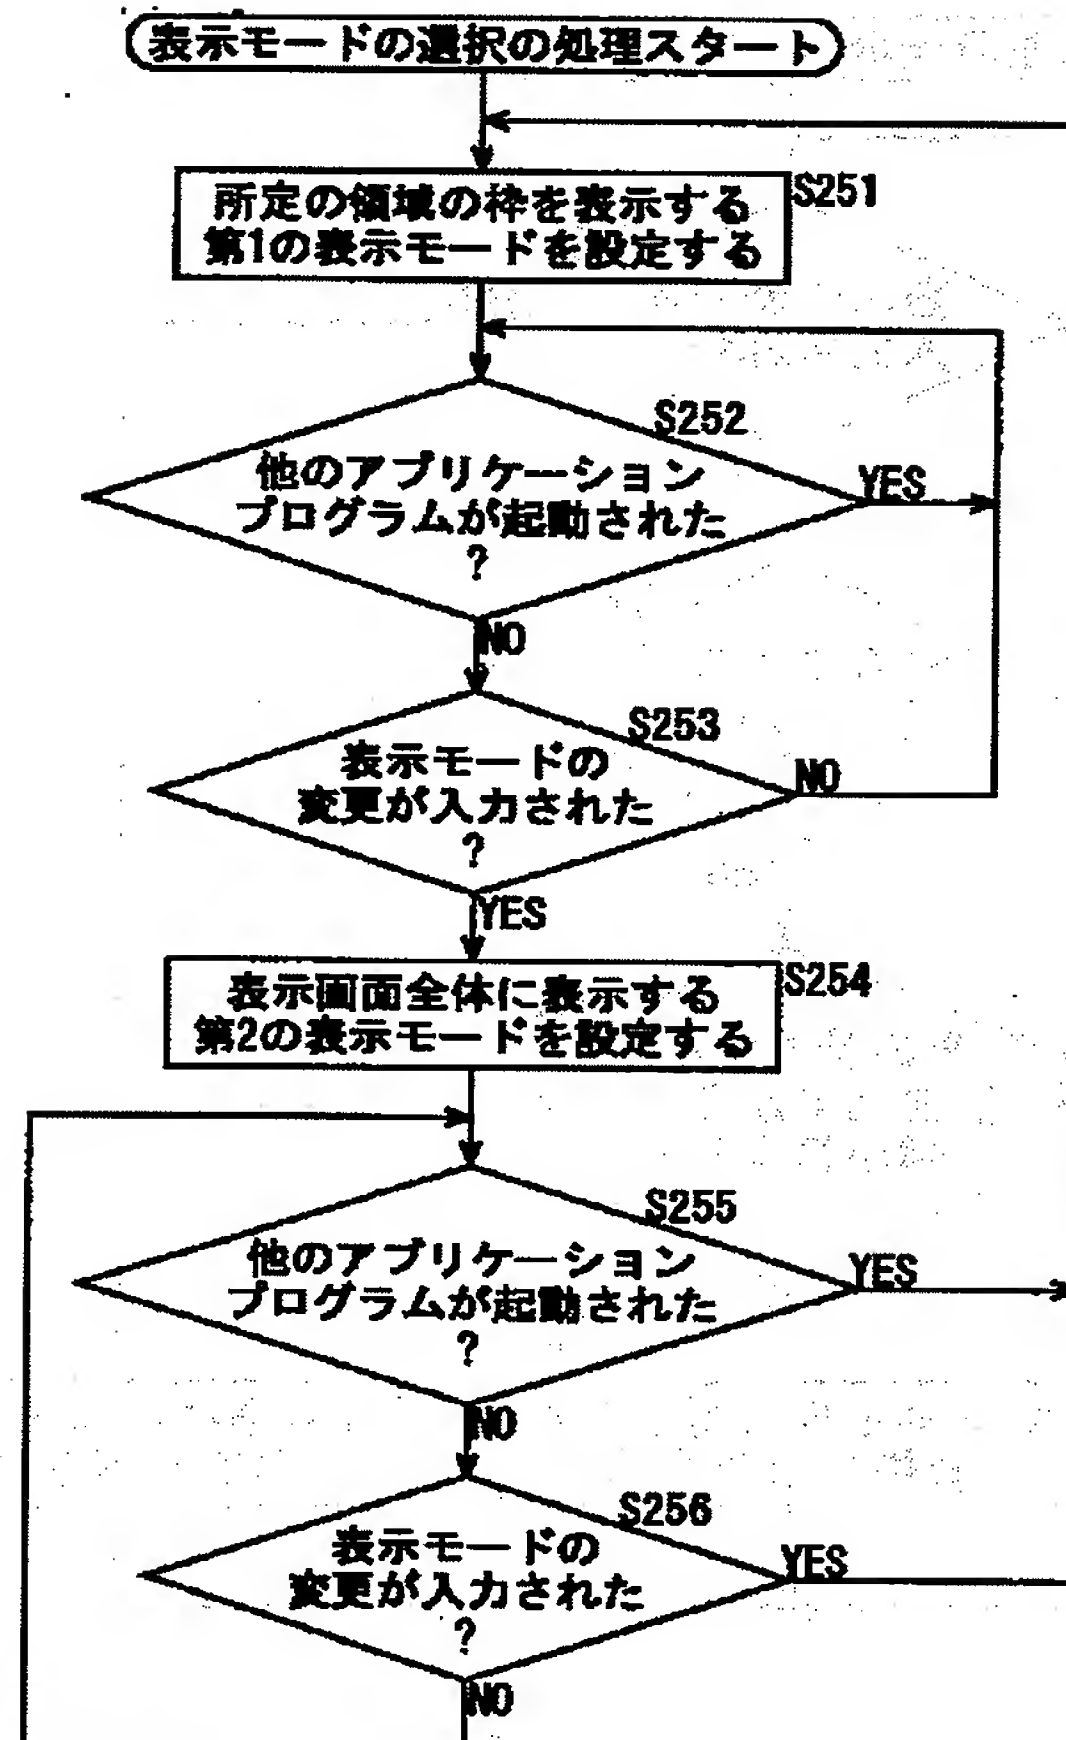 表示モードの選択の処理スタート
所定の領域の枠を表示する
第1の表示モードを設定する
S251
S252
他のアプリケーション
プログラムが起動された
?
YES
NO
S253
表示モードの
変更が入力された
?
NO
YES
表示画面全体に表示する
第2の表示モードを設定する
S254
S255
他のアプリケーション
プログラムが起動された
?
YES
NO
S256
表示モードの
変更が入力された
?
YES
NO